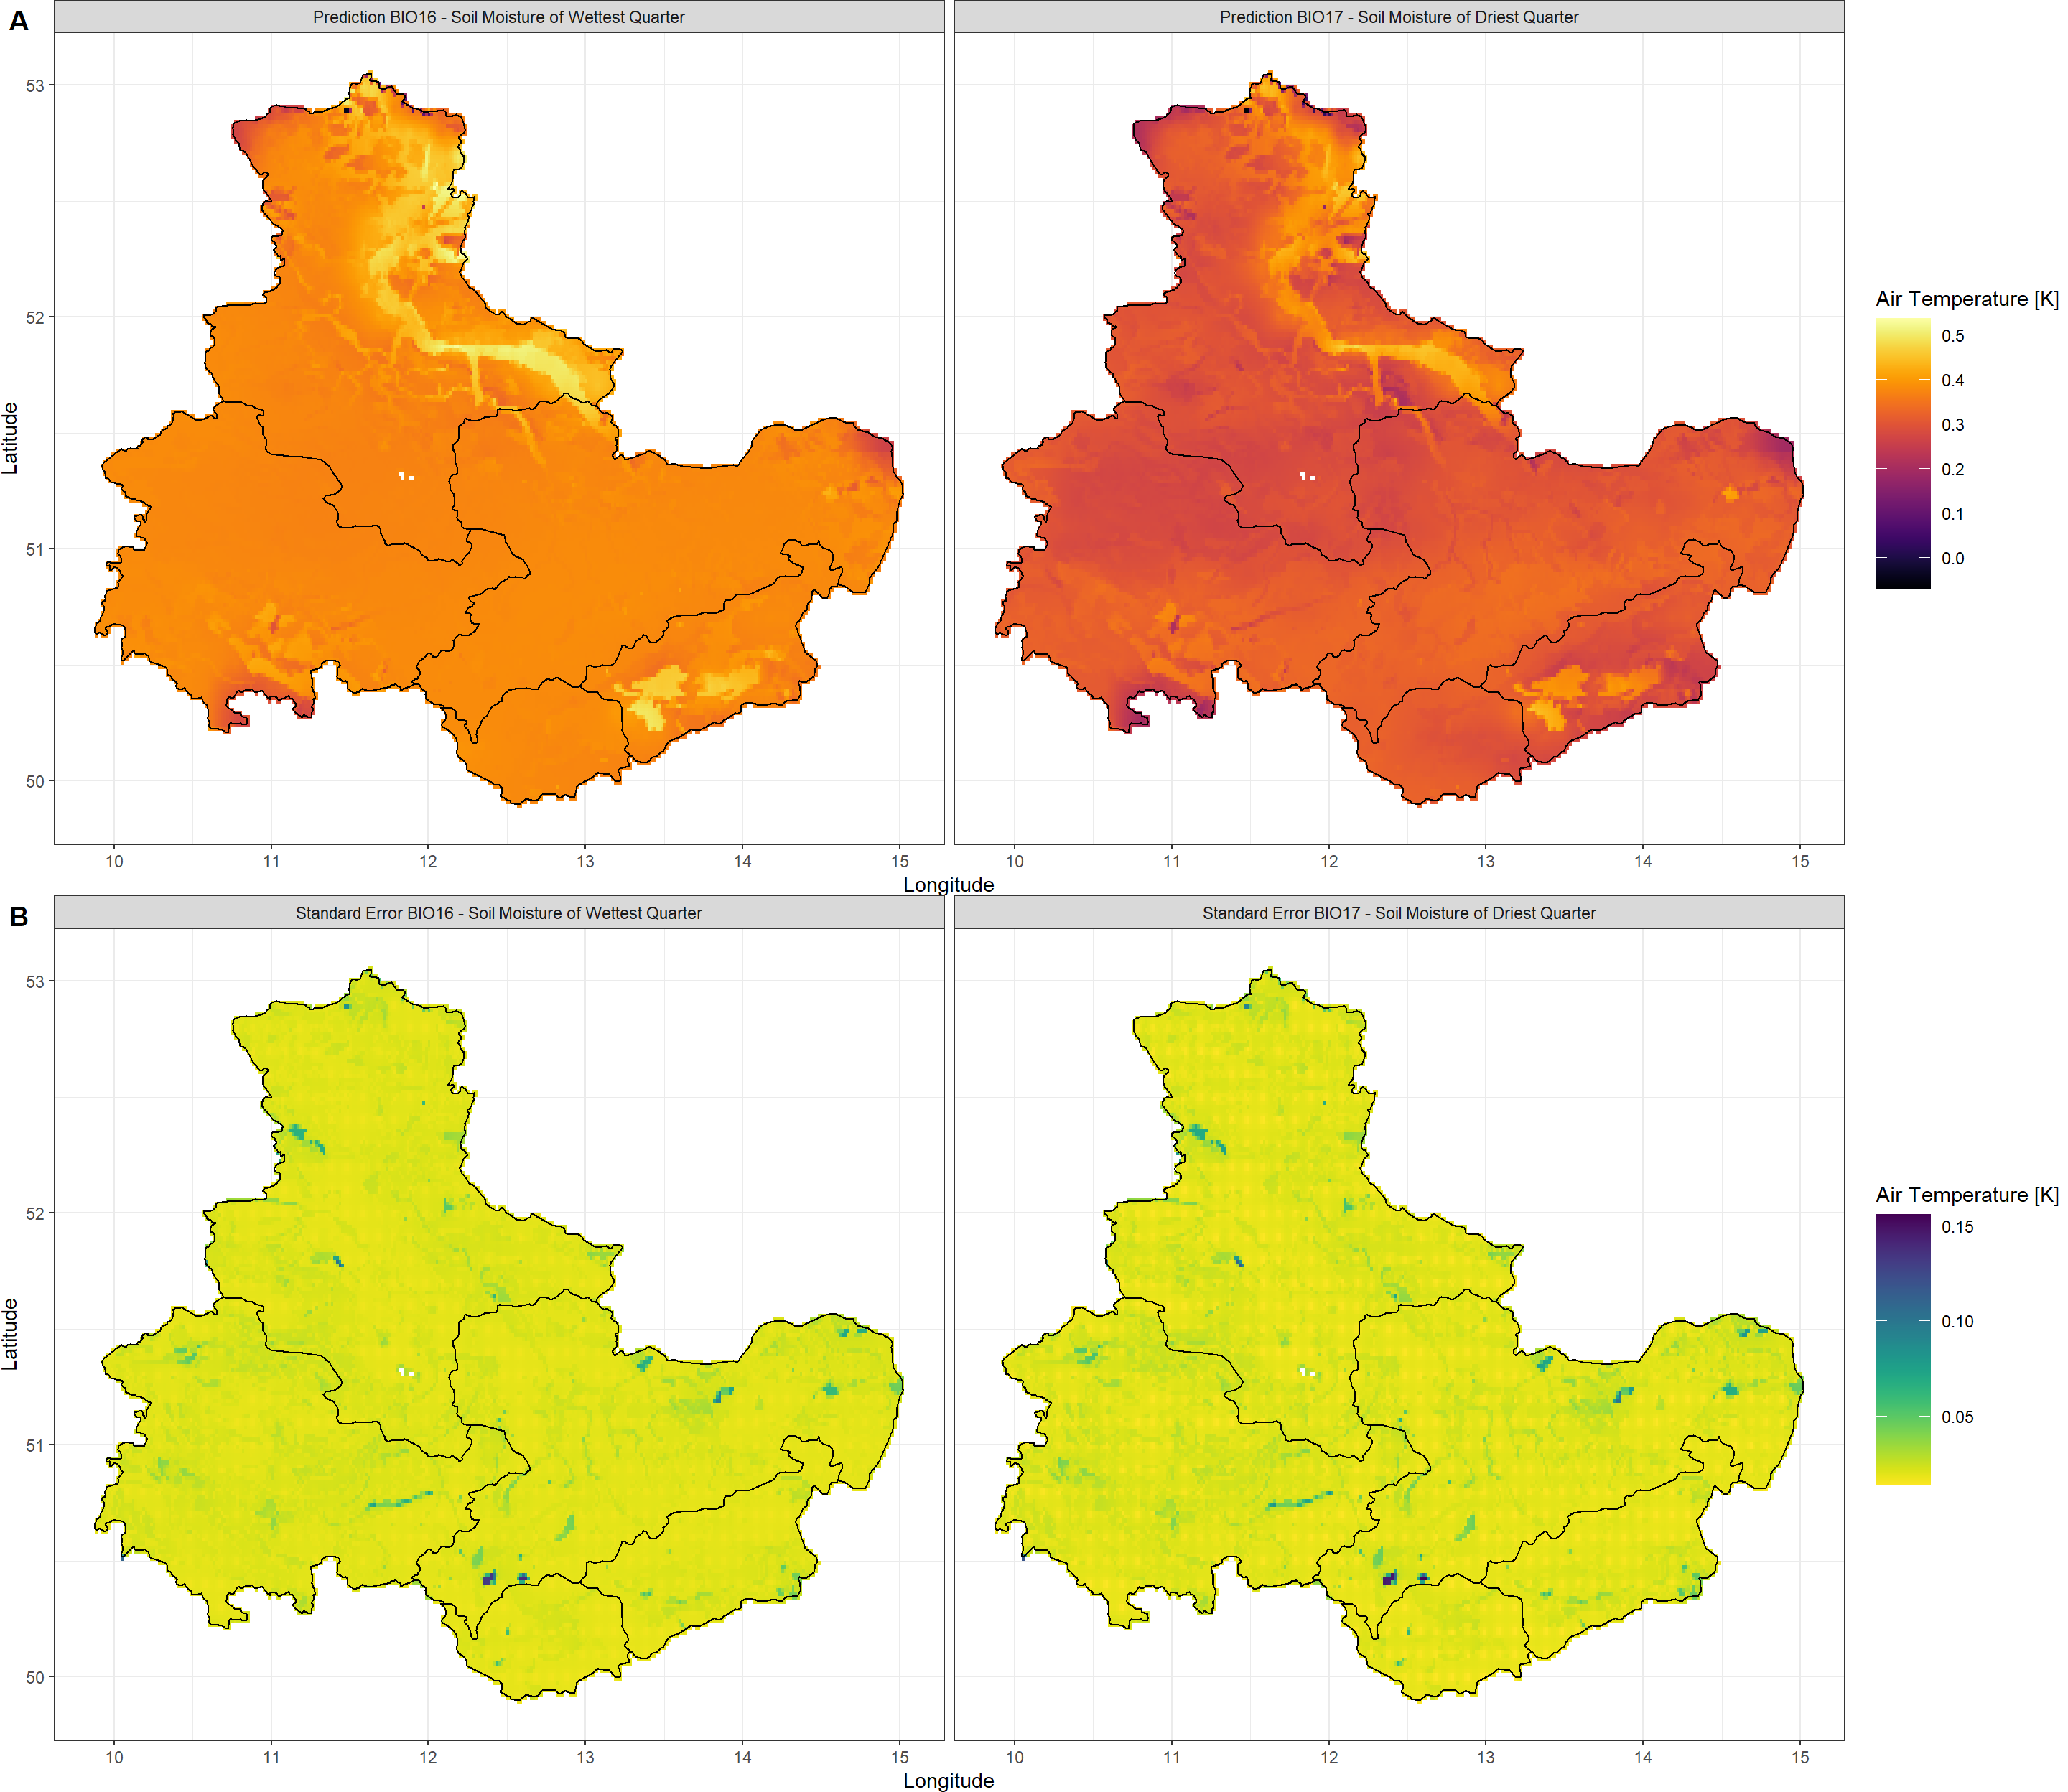 A
Prediction BIO16 - Soil Moisture of Wettest Quarter
Prediction BIO17 - Soil Moisture of Driest Quarter
Latitude
53
52
51
50
10 11 12 13 14 15
10 11 12 13 14 15
Longitude
Air Temperature [K]
0.5
0.4
0.3
0.2
0.1
0.0
B
Standard Error BIO16 - Soil Moisture of Wettest Quarter
Standard Error BIO17 - Soil Moisture of Driest Quarter
Latitude
53
52
51
50
10 11 12 13 14 15
10 11 12 13 14 15
Longitude
Air Temperature [K]
0.15
0.10
0.05